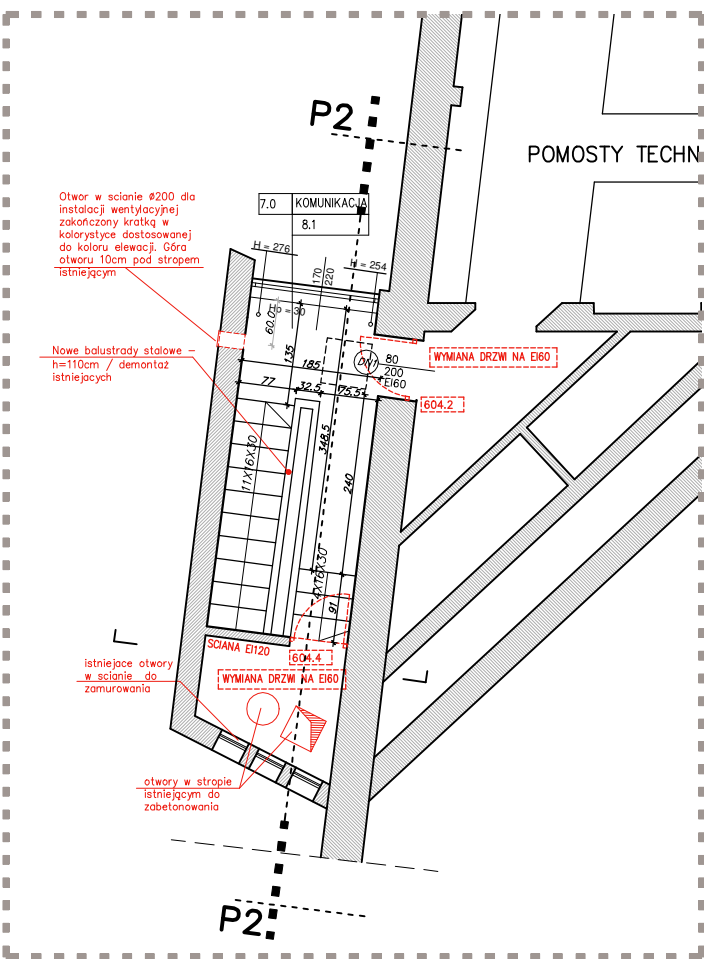 P2
POMOSTY TECHN
Otwor w scianie Ø200 dla
instalacji wentylacyjnej
zakończony kratką w
kolorystyce dostosowanej
do koloru elewacji. Góra
otworu 10cm pod stropem
istniejącym
7.0 KOMUNIKACJA
8.1
H = 276
170
220
H = 254
Hp = 30
60.0
Nowe balustrady stalowe –
h=110cm / demontaż
istniejacych
135
185
DN1
80
200
EI60
WYMIANA DRZWI NA EI60
604.2
77
32.5
75.5
348.5
240
11X16X30
4X16X30
91
SCIANA EI120
604.4
WYMIANA DRZWI NA EI60
istniejace otwory
w scianie do
zamurowania
otwory w stropie
istniejącym do
zabetonowania
P2